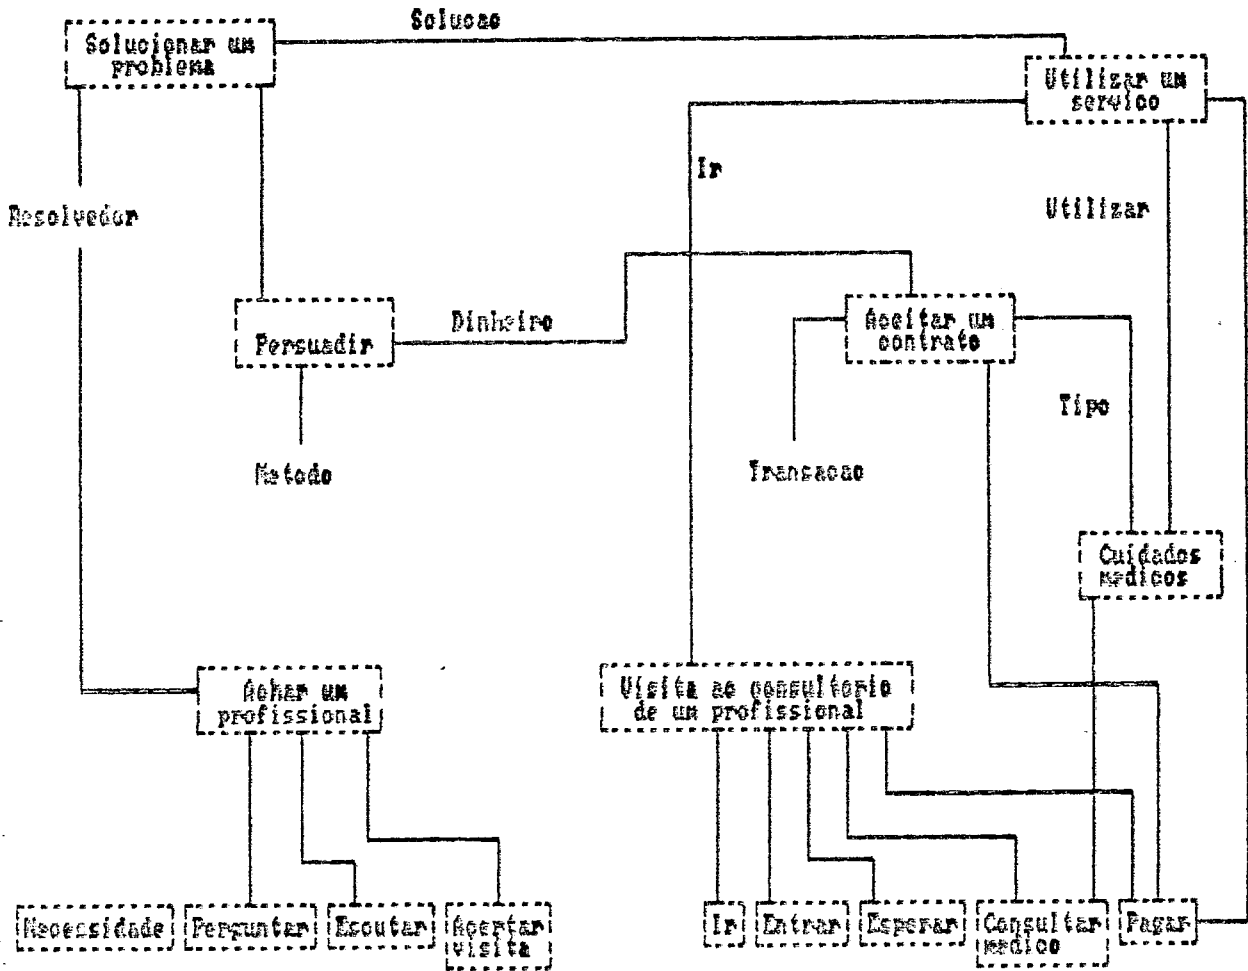 Solucao
Solucionar um
problema
Utilizar um
servico
Ir
Resolvedor
Utilizar
Dinheiro
Aceitar um
contrato
Persuadir
Tipo
Metodo
Transacao
Cuidados
medicos
Achar um
profissional
Visita ao consultorio
de um profissional
Necessidade
Perguntar
Escutar
Acertar
visita
Ir
Entrar
Esperar
Consultar
medico
Pagar